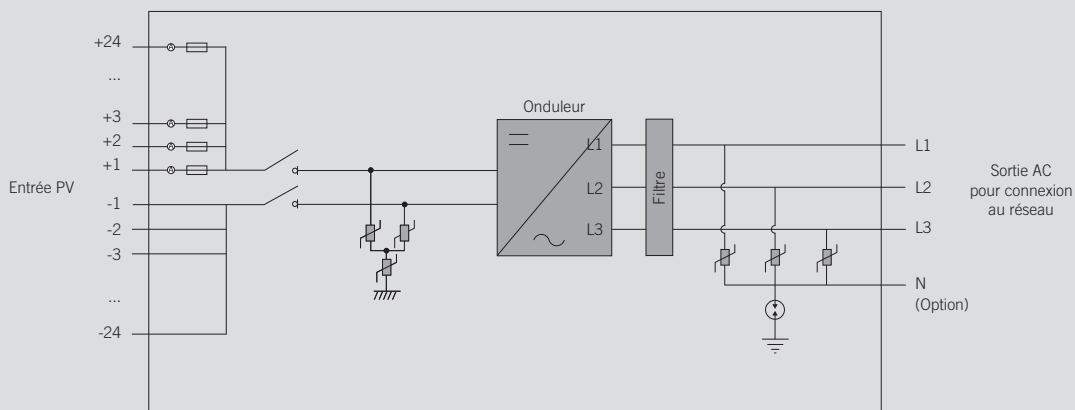 +24
...
+3
+2
+1
Entrée PV
-1
-2
-3
...
-24
A
A
A
A
Onduleur
L1
L2
L3
Filtre
L1
L2
L3
N
(Option)
Sortie AC
pour connexion
au réseau